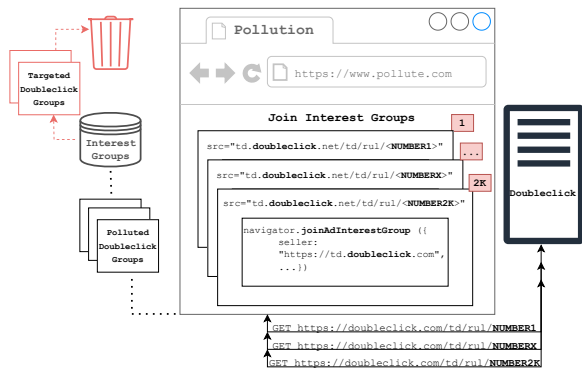 Pollution
https://www.pollute.com
Targeted
Doubleclick
Groups
Interest
Groups
Polluted
Doubleclick
Groups
Join Interest Groups
1
src="td.doubleclick.net/td/rul/<NUMBER1>"
...
src="td.doubleclick.net/td/rul/<NUMBERX>"
2K
src="td.doubleclick.net/td/rul/<NUMBER2K>"
navigator.joinAdInterestGroup ({
seller:
"https://td.doubleclick.com",
...})
Doubleclick
GET https://doubleclick.com/td/rul/NUMBER1
GET https://doubleclick.com/td/rul/NUMBERX
GET https://doubleclick.com/td/rul/NUMBER2K